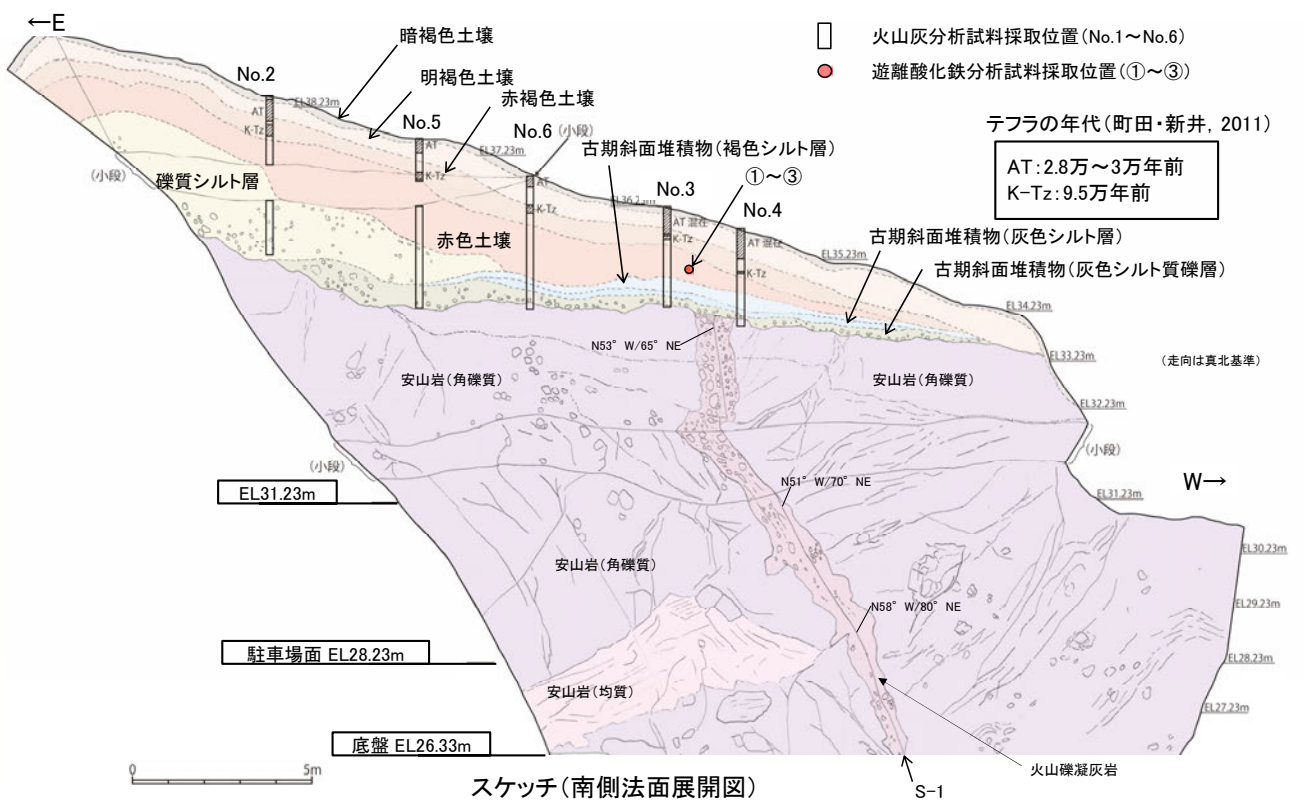 ←E
暗褐色土壌
火山灰分析試料採取位置(No.1～No.6)
遊離酸化鉄分析試料採取位置(①～③)
No.2
明褐色土壌
EL38.23m
赤褐色土壌
AT
K-Tz
No.5
No.6
(小段)
テフラの年代(町田・新井, 2011)
AT:2.8万～3万年前
K-Tz:9.5万年前
AT
EL37.23m
古期斜面堆積物(褐色シルト層)
①～③
(小段)
礫質シルト層
K-Tz
AT
No.3
No.4
K-Tz
AT 混在
K-Tz
AT 混在
K-Tz
赤色土壌
古期斜面堆積物(灰色シルト層)
EL35.23m
古期斜面堆積物(灰色シルト質礫層)
EL34.23m
N53°W/65°NE
EL33.23m
(走向は真北基準)
安山岩(角礫質)
安山岩(角礫質)
EL32.23m
(小段)
(小段)
EL31.23m
N51°W/70°NE
W→
EL31.23m
EL30.23m
安山岩(角礫質)
N58°W/80°NE
EL29.23m
駐車場面 EL28.23m
EL28.23m
安山岩(均質)
EL27.23m
底盤 EL26.33m
火山礫凝灰岩
0
5m
スケッチ(南側法面展開図)
S-1